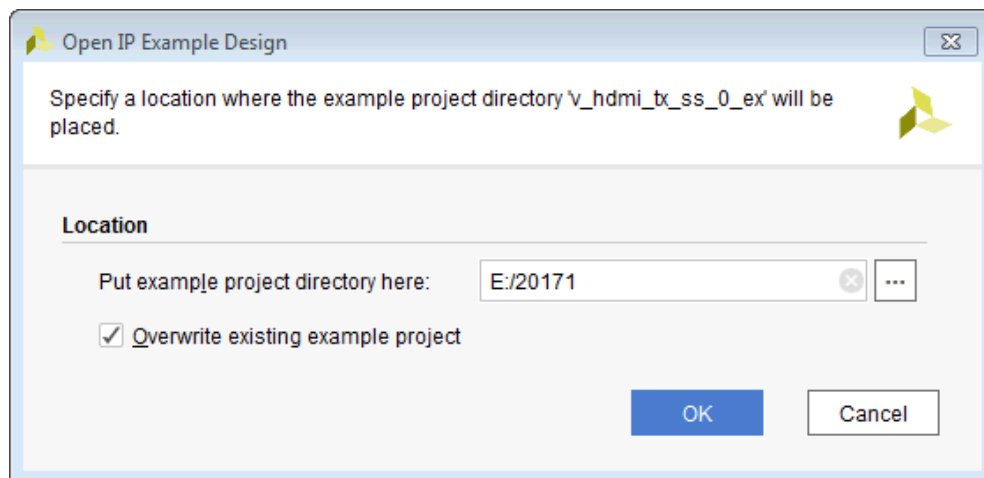 Open IP Example Design
Specify a location where the example project directory 'v_hdmi_tx_ss_0_ex' will be
placed.
Location
Put example project directory here: E:/20171 ...
Overwrite existing example project
OK Cancel